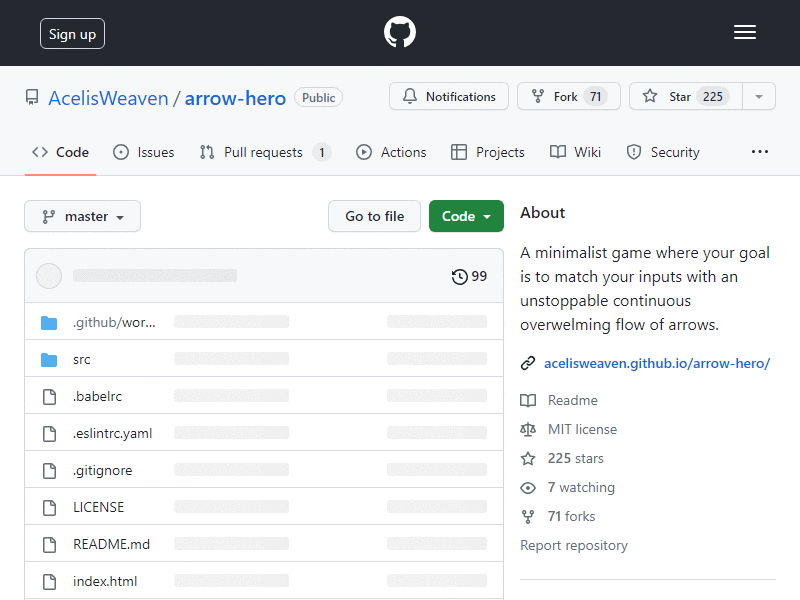 Sign up
AcelisWeaven / arrow-hero Public
Notifications Fork 71 Star 225
Code Issues Pull requests 1 Actions Projects Wiki Security
master Go to file Code
99
.github/wor...
src
.babelrc
.eslintrc.yaml
.gitignore
LICENSE
README.md
index.html
About
A minimalist game where your goal
is to match your inputs with an
unstoppable continuous
overwelming flow of arrows.
acelisweaven.github.io/arrow-hero/
Readme
MIT license
225 stars
7 watching
71 forks
Report repository